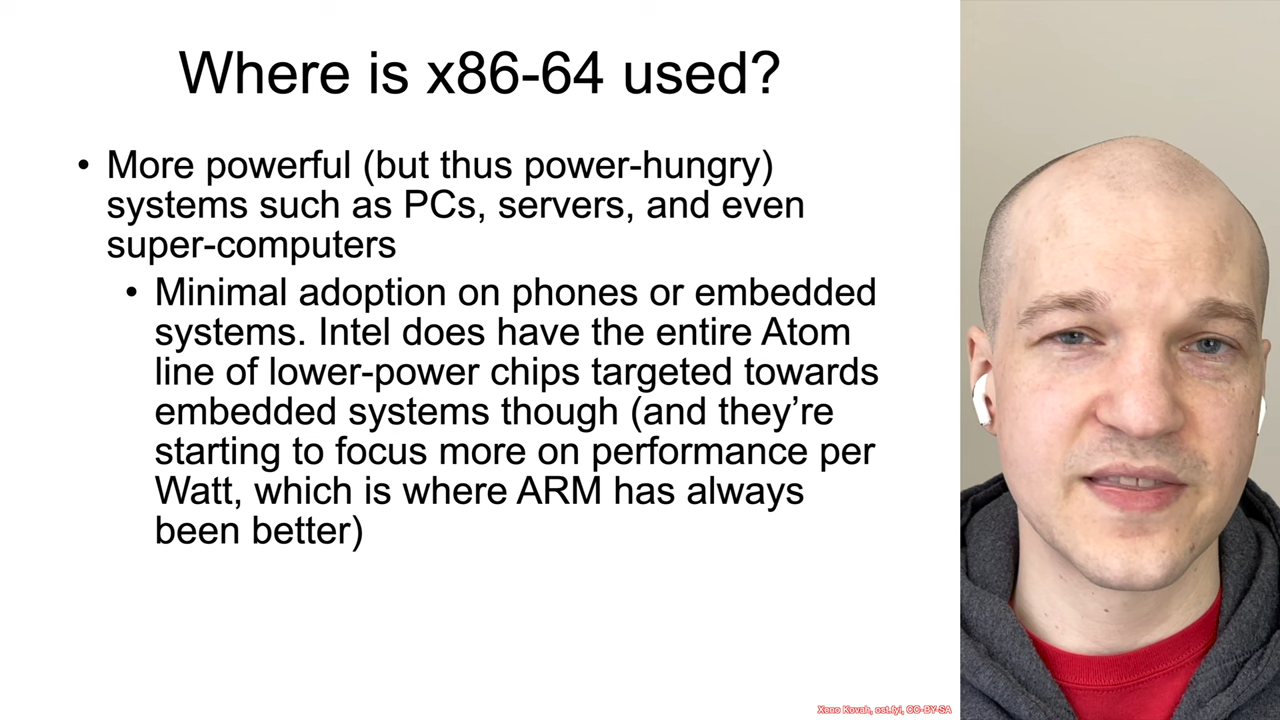 Where is x86-64 used?
• More powerful (but thus power-hungry)
systems such as PCs, servers, and even
super-computers
• Minimal adoption on phones or embedded
systems. Intel does have the entire Atom
line of lower-power chips targeted towards
embedded systems though (and they’re
starting to focus more on performance per
Watt, which is where ARM has always
been better)
Xeno Kovah, ost.fyi, CC-BY-SA